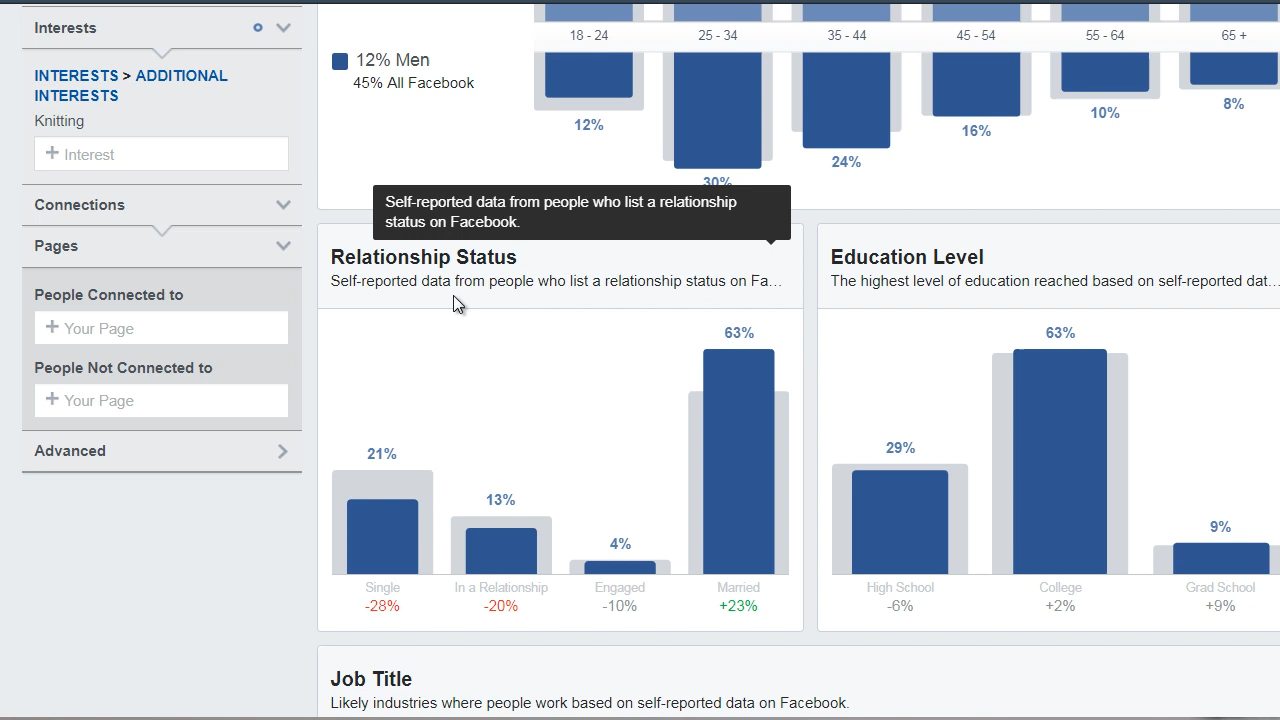 Interests
INTERESTS > ADDITIONAL
INTERESTS
Knitting
+ Interest
Connections
Pages
People Connected to
+ Your Page
People Not Connected to
+ Your Page
Advanced
18 - 24
25 - 34
35 - 44
45 - 54
55 - 64
65 +
12% Men
45% All Facebook
12%
30%
24%
16%
10%
8%
Self-reported data from people who list a relationship
status on Facebook.
Relationship Status
Self-reported data from people who list a relationship status on Fa...
63%
21%
13%
4%
Single
In a Relationship
Engaged
Married
-28%
-20%
-10%
+23%
Education Level
The highest level of education reached based on self-reported dat...
63%
29%
9%
High School
College
Grad School
-6%
+2%
+9%
Job Title
Likely industries where people work based on self-reported data on Facebook.